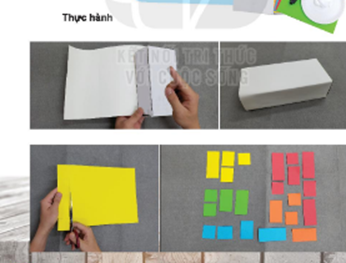 Thực hành
KẾT NỐI TRI THỨC
VỚI CUỘC SỐNG